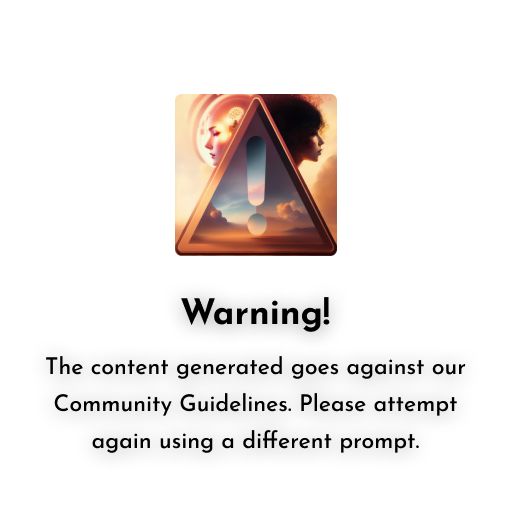 Warning!
The content generated goes against our
Community Guidelines. Please attempt
again using a different prompt.